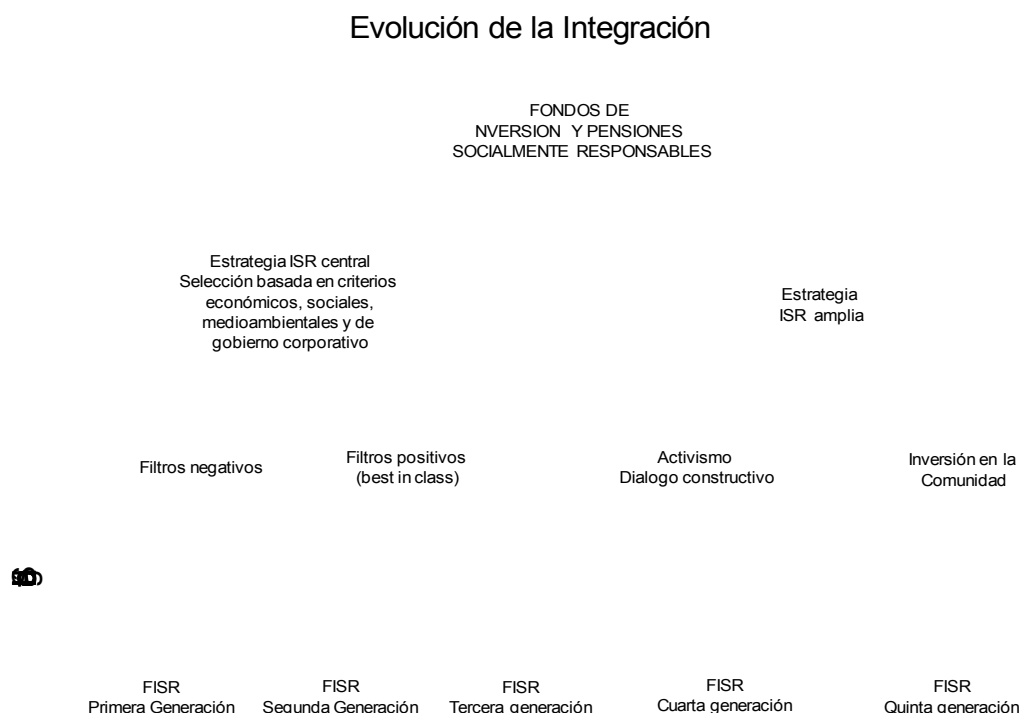 Evolución de la Integración
FONDOS DE
NVERSION Y PENSIONES
SOCIALMENTE RESPONSABLES
Estrategia ISR central
Selección basada en criterios
económicos, sociales,
medioambientales y de
gobierno corporativo
Estrategia
ISR amplia
Filtros negativos
Filtros positivos
(best in class)
Activismo
Dialogo constructivo
Inversión en la
Comunidad
FISR
Primera Generación
FISR
Segunda Generación
FISR
Tercera generación
FISR
Cuarta generación
FISR
Quinta generación